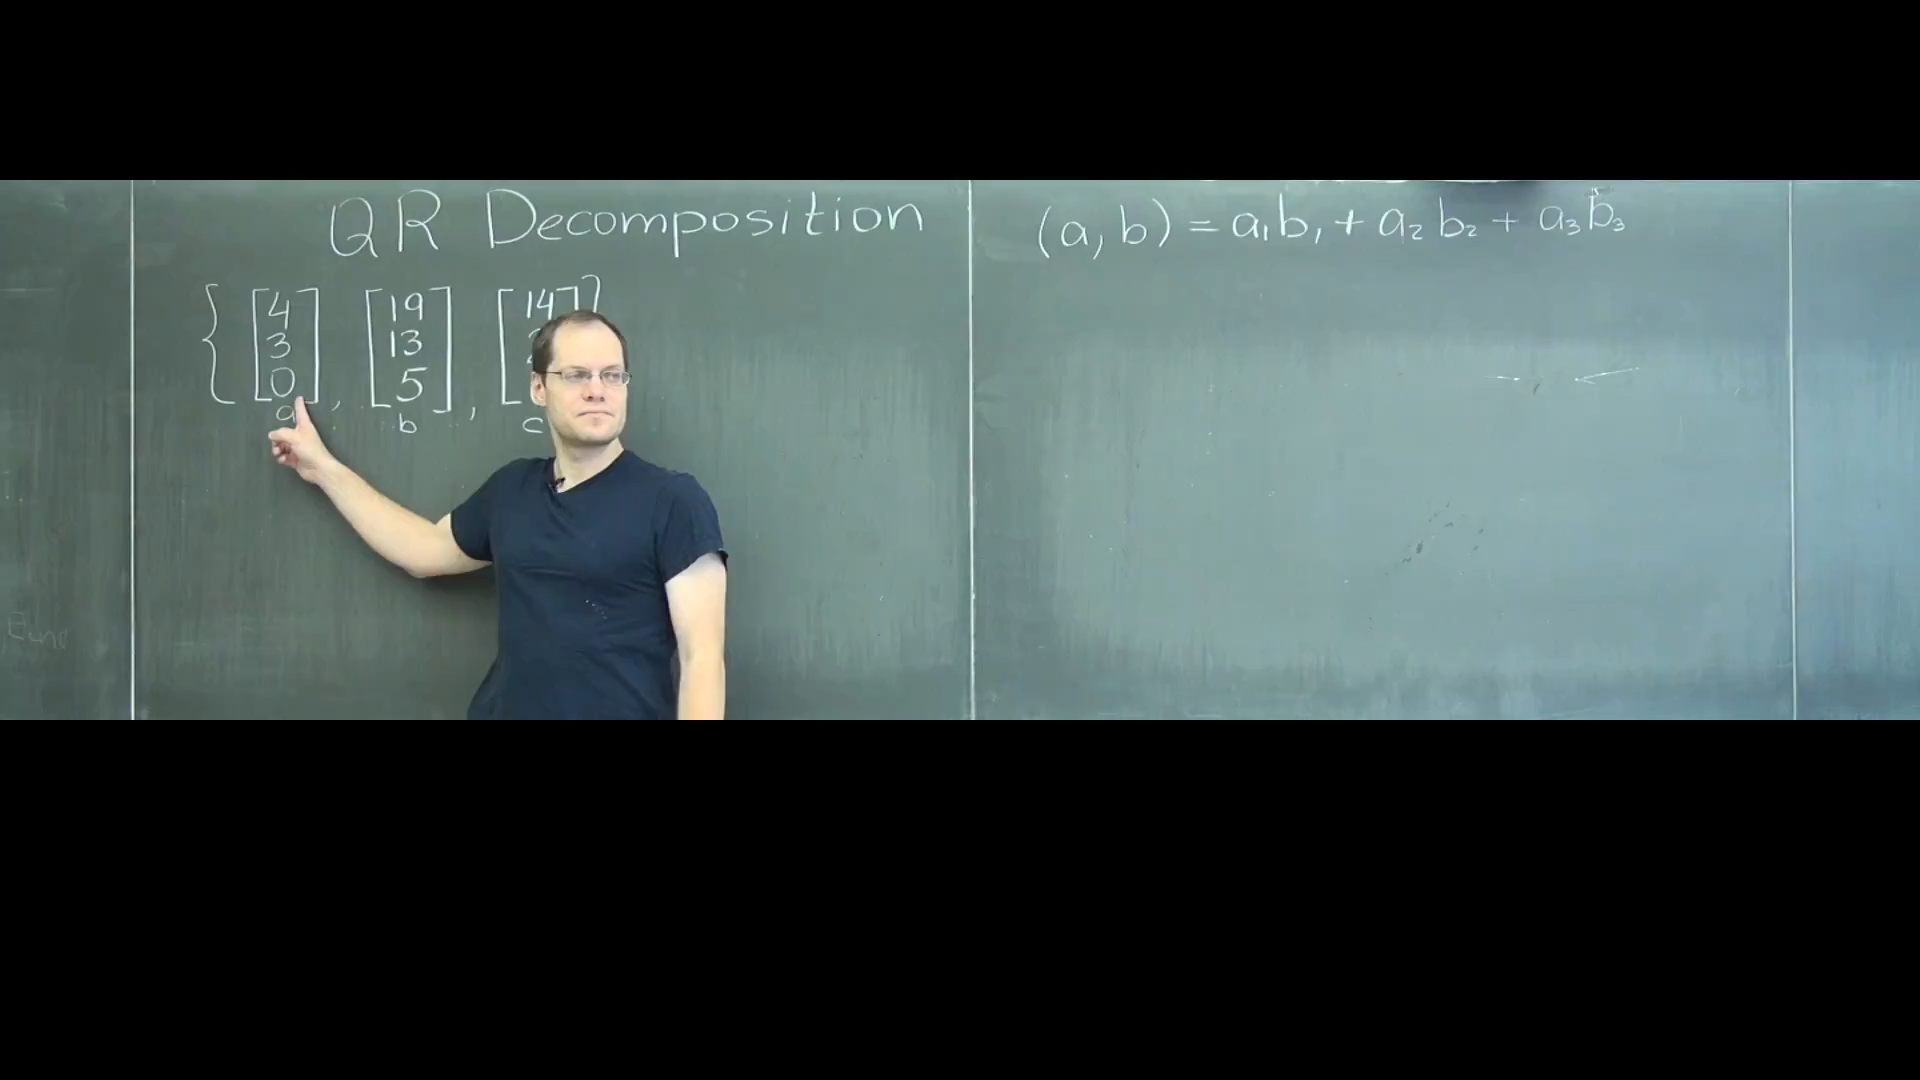 QR Decomposition
(a, b) = a₁b₁ + a₂b₂ + a₃b₃
{ [4 3 0], [19 13 5], [14
a b c